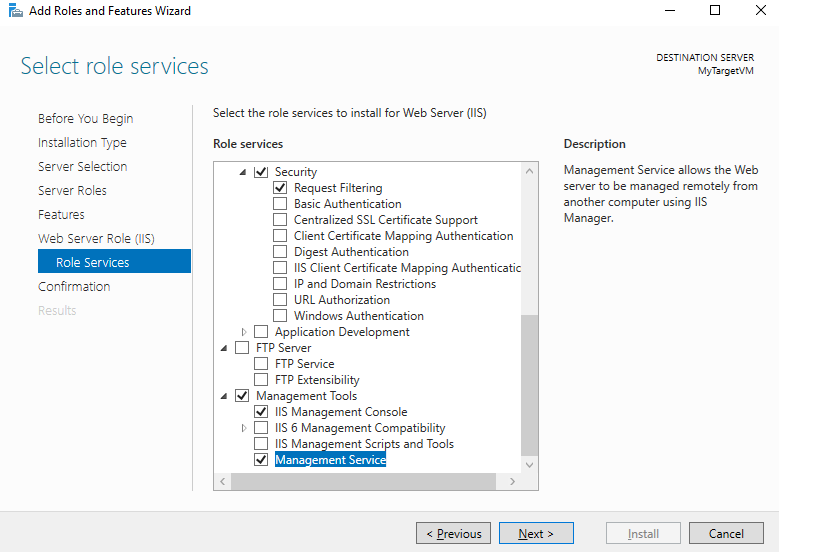 Add Roles and Features Wizard
Select role services
DESTINATION SERVER
MyTargetVM
Before You Begin
Installation Type
Server Selection
Server Roles
Features
Web Server Role (IIS)
Role Services
Confirmation
Results
Select the role services to install for Web Server (IIS)
Role services
Security
Request Filtering
Basic Authentication
Centralized SSL Certificate Support
Client Certificate Mapping Authentication
Digest Authentication
IIS Client Certificate Mapping Authenticatic
IP and Domain Restrictions
URL Authorization
Windows Authentication
Application Development
FTP Server
FTP Service
FTP Extensibility
Management Tools
IIS Management Console
IIS 6 Management Compatibility
IIS Management Scripts and Tools
Management Service
Description
Management Service allows the Web
server to be managed remotely from
another computer using IIS
Manager.
< Previous
Next >
Install
Cancel